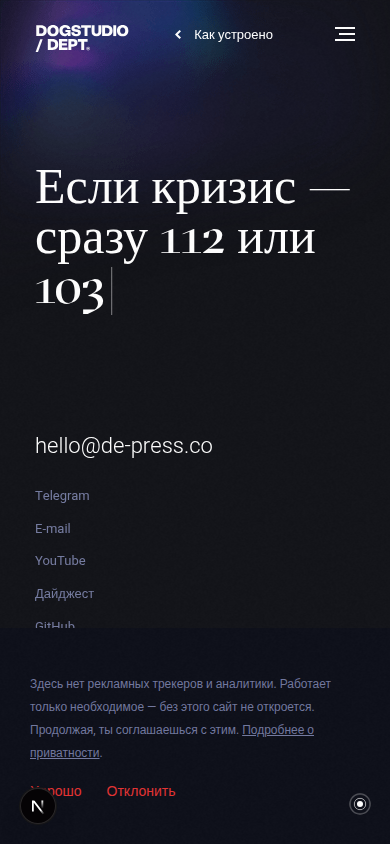 DOGSTUDIO
/ DEPT.
Как устроено
Если кризис —
сразу 112 или
103
hello@de-press.co
Telegram
E-mail
YouTube
Дайджест
GitHub
Здесь нет рекламных трекеров и аналитики. Работает
только необходимое — без этого сайт не откроется.
Продолжая, ты соглашаешься с этим. Подробнее о
приватности.
Хорошо Отклонить
N